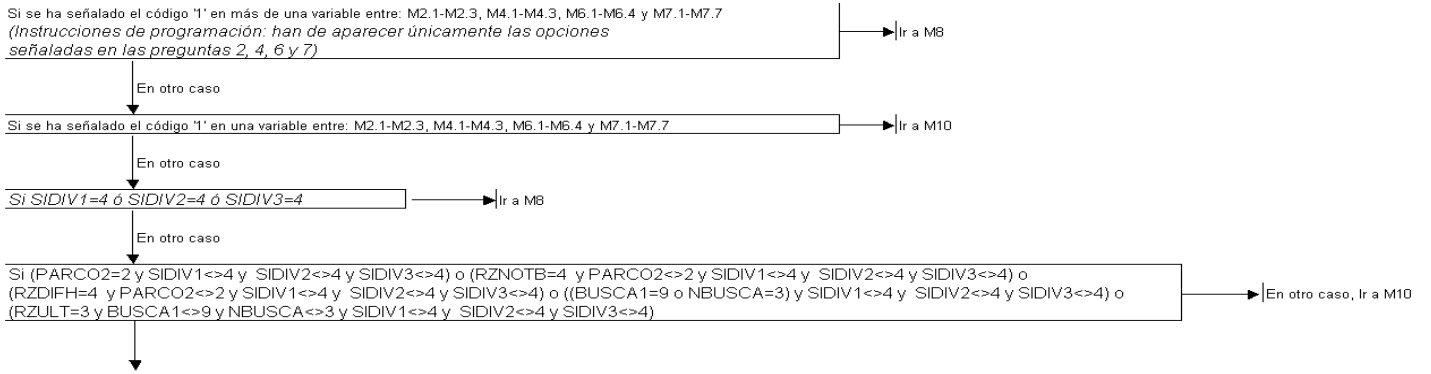 Si se ha señalado el código '1' en más de una variable entre: M2.1-M2.3, M4.1-M4.3, M6.1-M6.4 y M7.1-M7.7
(Instrucciones de programación: han de aparecer únicamente las opciones
señaladas en las preguntas 2, 4, 6 y 7)
Ir a M8
En otro caso
Si se ha señalado el código '1' en una variable entre: M2.1-M2.3, M4.1-M4.3, M6.1-M6.4 y M7.1-M7.7
Ir a M10
En otro caso
Si SIDIV1=4 ó SIDIV2=4 ó SIDIV3=4
Ir a M8
En otro caso
Si (PARCO2=2 y SIDIV1<>4 y SIDIV2<>4 y SIDIV3<>4) o (RZNOTB=4 y PARCO2<>2 y SIDIV1<>4 y SIDIV2<>4 y SIDIV3<>4) o
(RZDIFH=4 y PARCO2<>2 y SIDIV1<>4 y SIDIV2<>4 y SIDIV3<>4) o ((BUSCA1=9 o NBUSCA=3) y SIDIV1<>4 y SIDIV2<>4 y SIDIV3<>4) o
(RZULT=3 y BUSCA1<>9 y NBUSCA<>3 y SIDIV1<>4 y SIDIV2<>4 y SIDIV3<>4)
En otro caso, Ir a M10